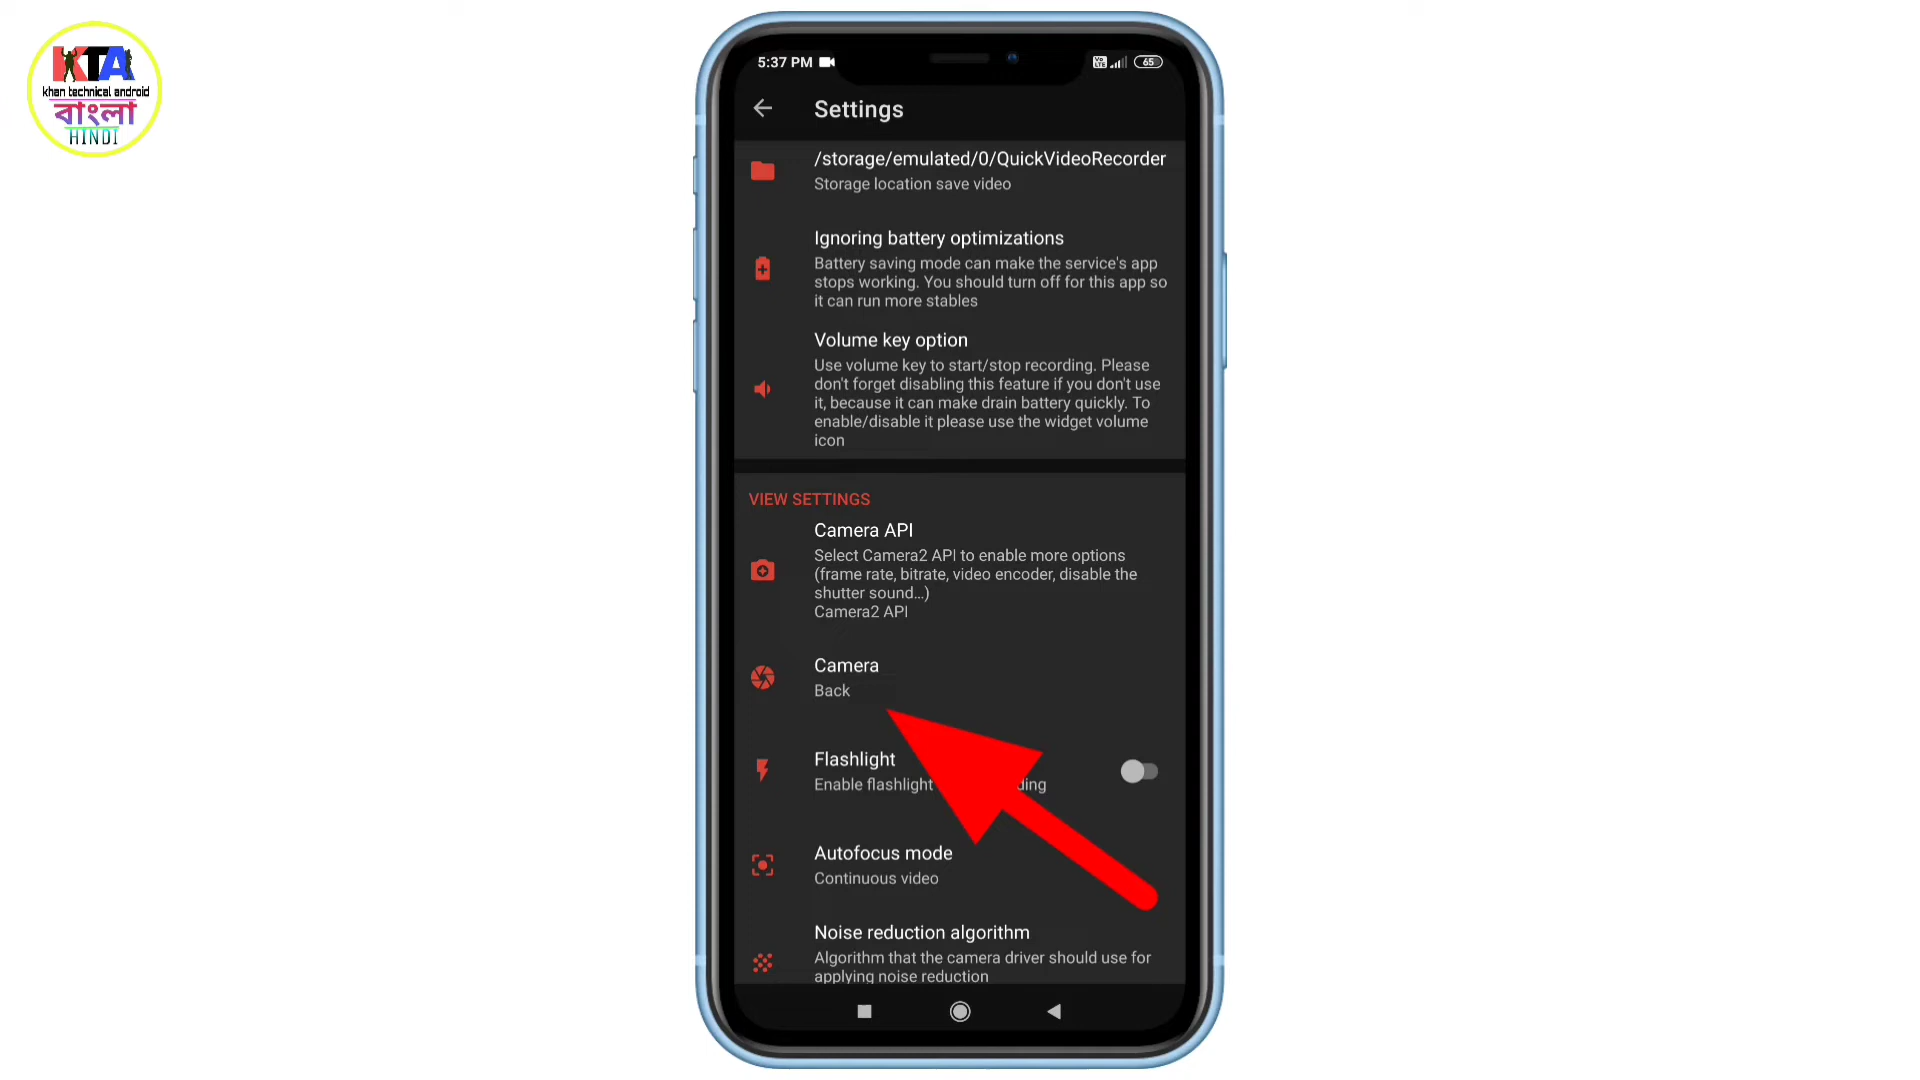 KTA
khan technical android
বাংলা
HINDI
5:37 PM
Vo LTE
65
Settings
/storage/emulated/0/QuickVideoRecorder
Storage location save video
Ignoring battery optimizations
Battery saving mode can make the service's app
stops working. You should turn off for this app so
it can run more stables
Volume key option
Use volume key to start/stop recording. Please
don't forget disabling this feature if you don't use
it, because it can make drain battery quickly. To
enable/disable it please use the widget volume
icon
VIEW SETTINGS
Camera API
Select Camera2 API to enable more options
(frame rate, bitrate, video encoder, disable the
shutter sound...)
Camera2 API
Camera
Back
Flashlight
Enable flashlight ding
Autofocus mode
Continuous video
Noise reduction algorithm
Algorithm that the camera driver should use for
applying noise reduction